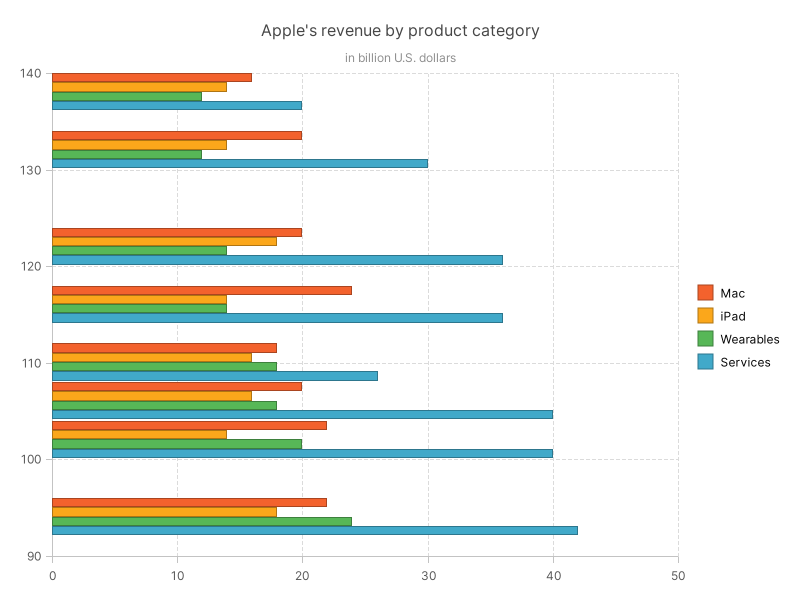 Apple's revenue by product category
in billion U.S. dollars
140
130
120
110
100
90
0 10 20 30 40 50
Mac
iPad
Wearables
Services